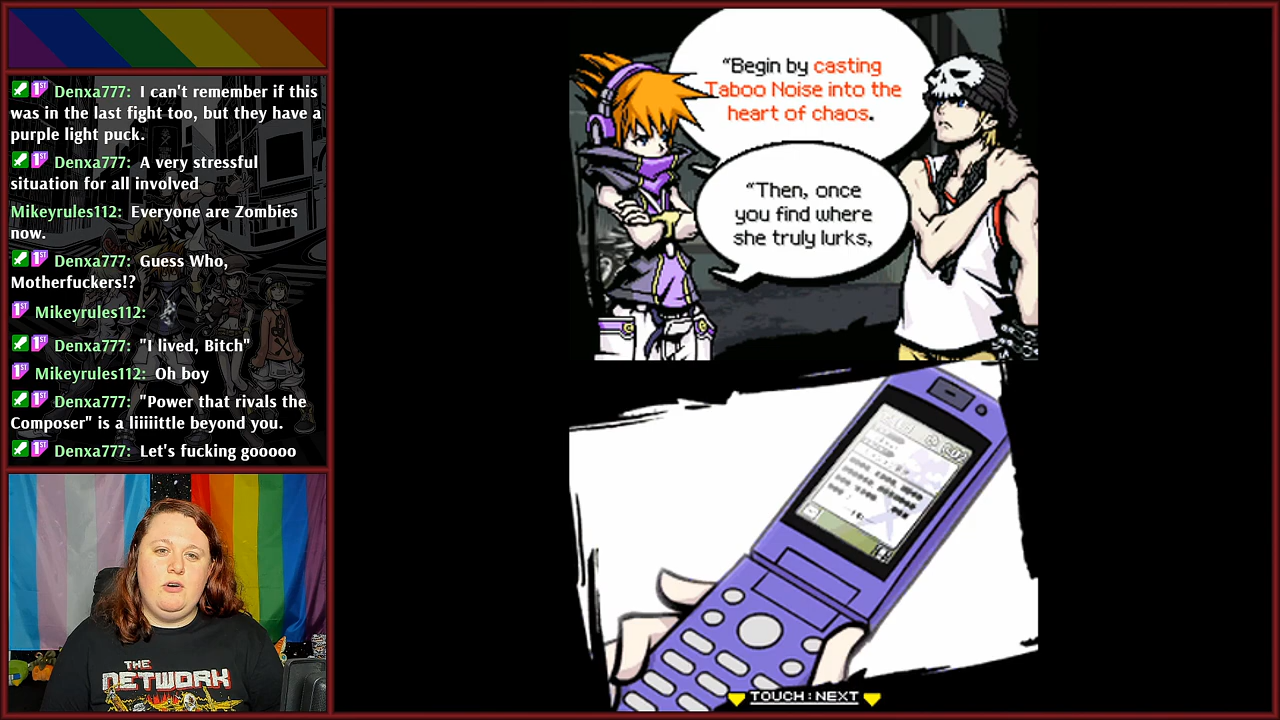 Denxa777: I can't remember if this
was in the last fight too, but they have a
purple light puck.
Denxa777: A very stressful
situation for all involved
Mikeyrules112: Everyone are Zombies
now.
Denxa777: Guess Who,
Motherfuckers!?
Mikeyrules112:
Denxa777: "I lived, Bitch"
Mikeyrules112: Oh boy
Denxa777: "Power that rivals the
Composer" is a liiiiittle beyond you.
Denxa777: Let's fucking gooooo
THE
NETWORK
"Begin by casting
Taboo Noise into the
heart of chaos.
"Then, once
you find where
she truly lurks,
TOUCH:NEXT